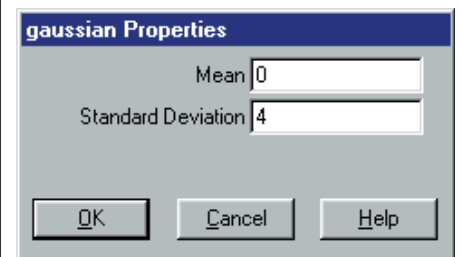 gaussian Properties
Mean 0
Standard Deviation 4
OK Cancel Help